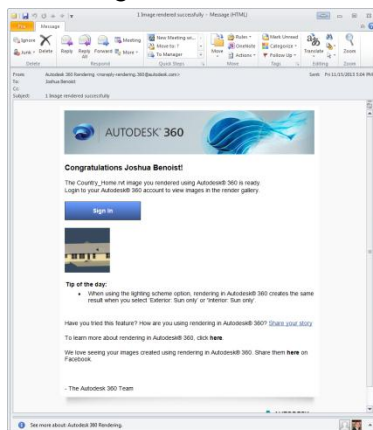 1 Image rendered successfully - Message (HTML)
File Message
Ignore
Junk Delete
Delete
Reply Reply All Forward
Meeting
More
Respond
Move to: ?
To Manager
Quick Steps
Move
Rules
OneNote
Actions
Move
Mark Unread
Categorize
Follow Up
Tags
Translate
Editing
Zoom
Zoom
From: Autodesk 360 Rendering
To: Joshua Benoist
Cc:
Subject: 1 Image rendered successfully
AUTODESK® 360
Congratulations Joshua Benoist!
The Country_Home.rvt image you rendered using Autodesk® 360 is ready
Login to your Autodesk® 360 account to view images in the render gallery.
Sign In
Tip of the day:
• When using the lighting scheme option, rendering in Autodesk® 360 creates the same
result when you select 'Exterior: Sun only' or 'Interior: Sun only'.
Have you tried this feature? How are you using rendering in Autodesk® 360? Share your story
To learn more about rendering in Autodesk® 360, click here.
We love seeing your images created using rendering in Autodesk® 360. Share them here on
Facebook.
- The Autodesk 360 Team
See more about: Autodesk 360 Rendering.